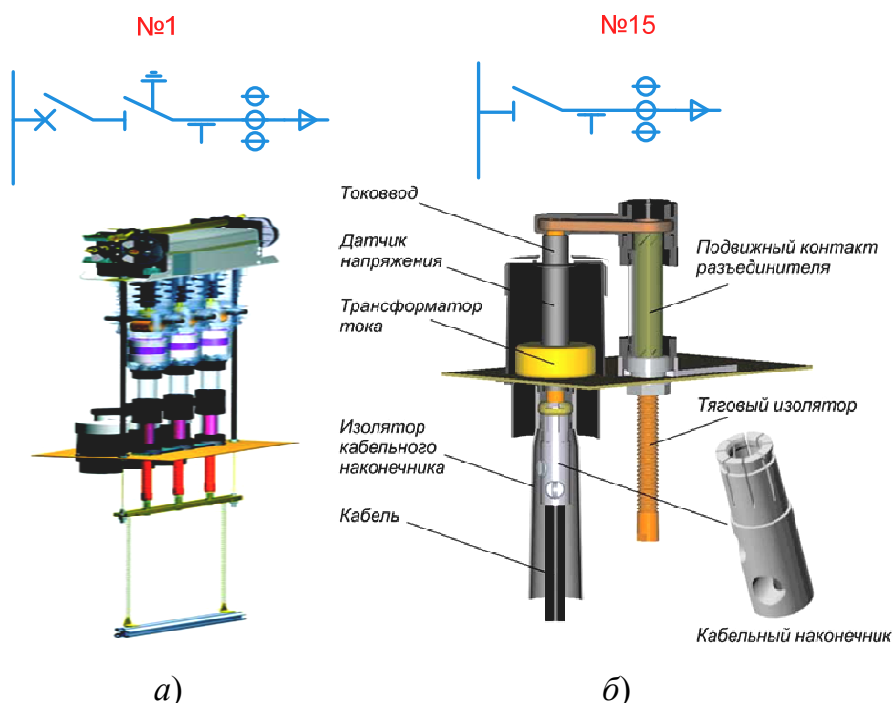 №1
№15
Токоввод
Датчик
напряжения
Трансформатор
тока
Изолятор
кабельного
наконечника
Кабель
Подвижный контакт
разъединителя
Тяговый изолятор
Кабельный наконечник
а)
б)